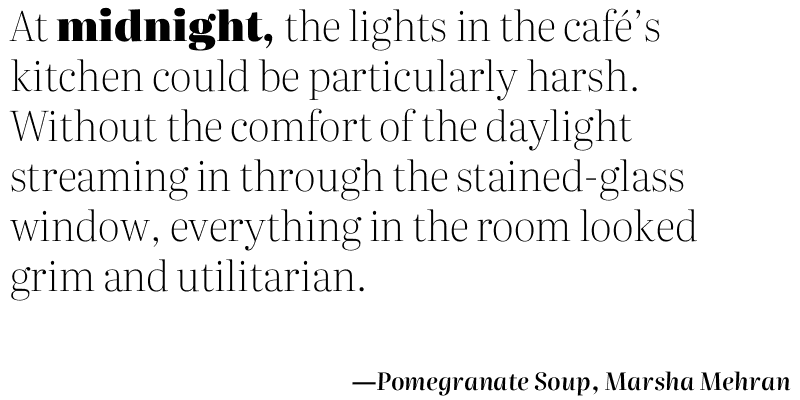 At midnight, the lights in the café’s
kitchen could be particularly harsh.
Without the comfort of the daylight
streaming in through the stained-glass
window, everything in the room looked
grim and utilitarian.
—Pomegranate Soup, Marsha Mehran